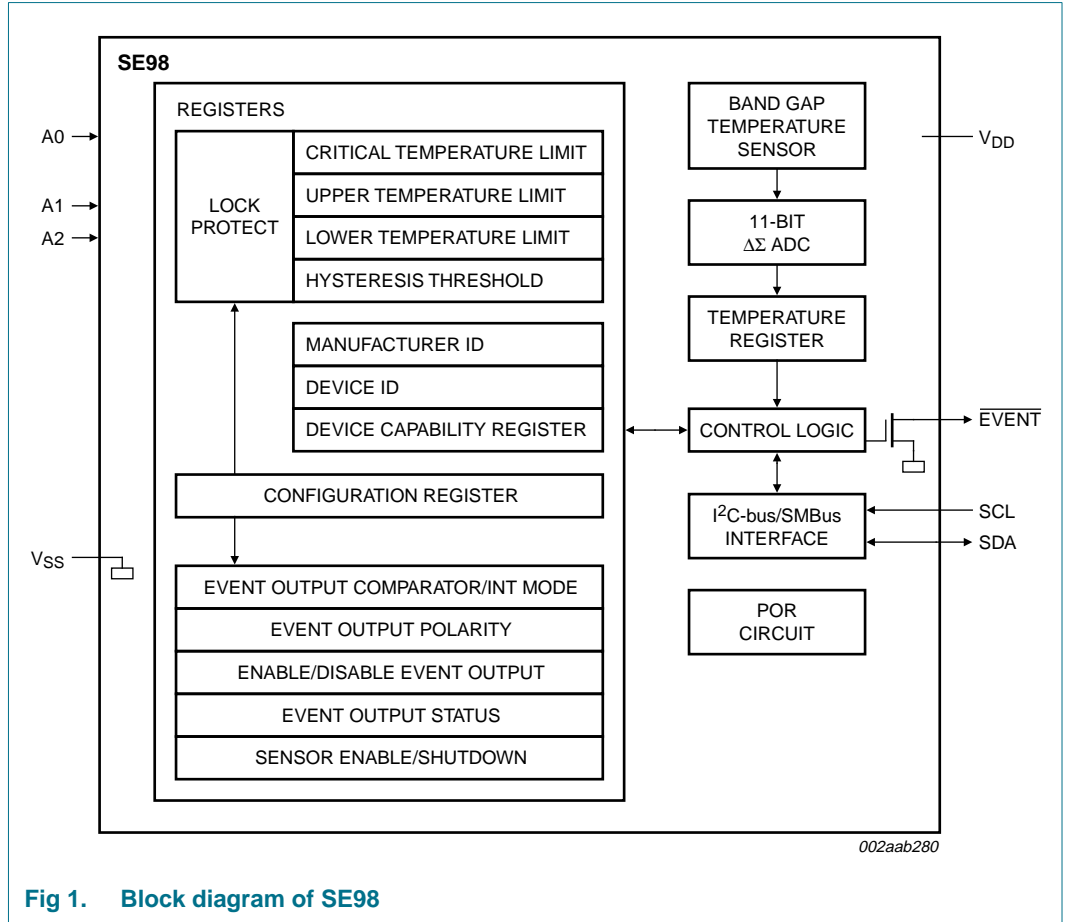 SE98
REGISTERS
A0
A1
A2
LOCK
PROTECT
CRITICAL TEMPERATURE LIMIT
UPPER TEMPERATURE LIMIT
LOWER TEMPERATURE LIMIT
HYSTERESIS THRESHOLD
MANUFACTURER ID
DEVICE ID
DEVICE CAPABILITY REGISTER
CONFIGURATION REGISTER
VSS
EVENT OUTPUT COMPARATOR/INT MODE
EVENT OUTPUT POLARITY
ENABLE/DISABLE EVENT OUTPUT
EVENT OUTPUT STATUS
SENSOR ENABLE/SHUTDOWN
BAND GAP
TEMPERATURE
SENSOR
VDD
11-BIT
ΔΣ ADC
TEMPERATURE
REGISTER
CONTROL LOGIC
EVENT
I2C-bus/SMBus
INTERFACE
SCL
SDA
POR
CIRCUIT
002aab280
Fig 1. Block diagram of SE98